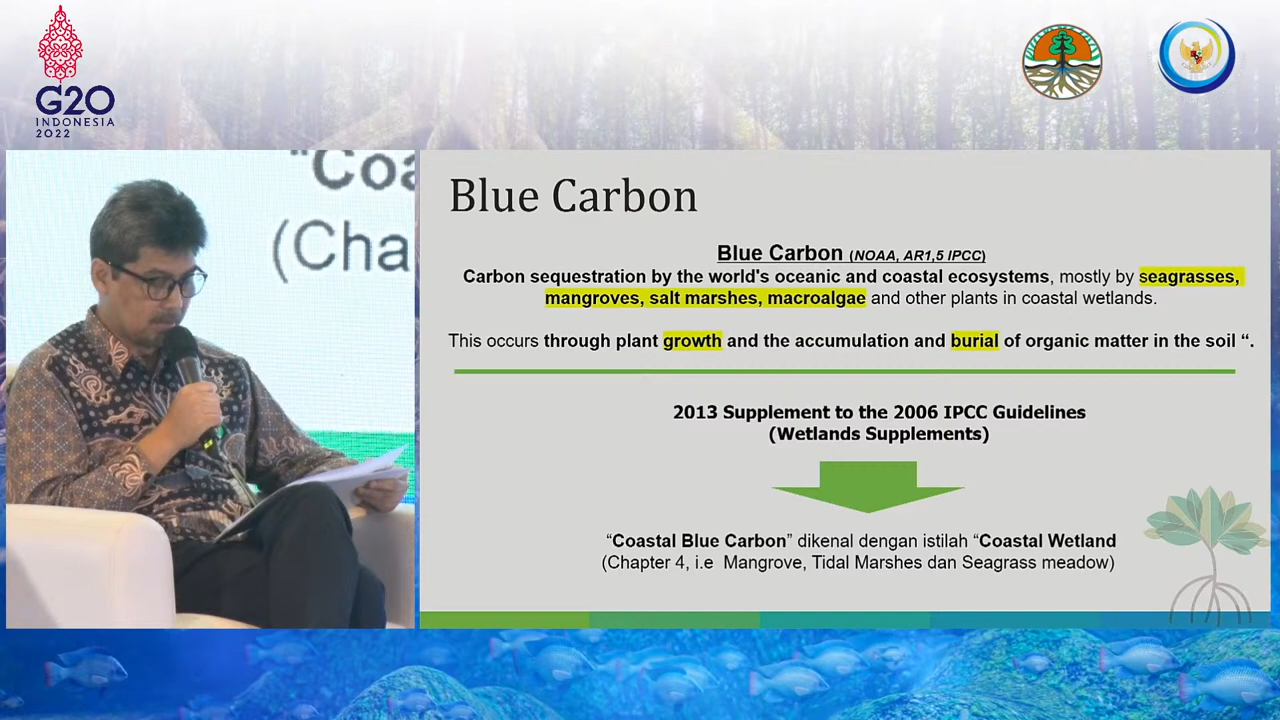 G20
INDONESIA
2022
"Coa
(Cha
Blue Carbon
Blue Carbon (NOAA, AR1,5 IPCC)
Carbon sequestration by the world's oceanic and coastal ecosystems, mostly by seagrasses,
mangroves, salt marshes, macroalgae and other plants in coastal wetlands.
This occurs through plant growth and the accumulation and burial of organic matter in the soil “.
2013 Supplement to the 2006 IPCC Guidelines
(Wetlands Supplements)
“Coastal Blue Carbon” dikenal dengan istilah “Coastal Wetland
(Chapter 4, i.e Mangrove, Tidal Marshes dan Seagrass meadow)